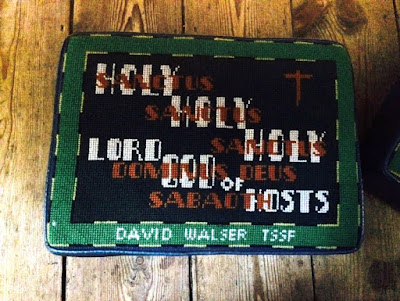 HOLY
SANCTUS
HOLY
SANCTUS
HOLY
SANCTUS
LORD
DOMINUS DEUS
GOD OF
SABAOTH
HOSTS
DAVID WALSER TSSF